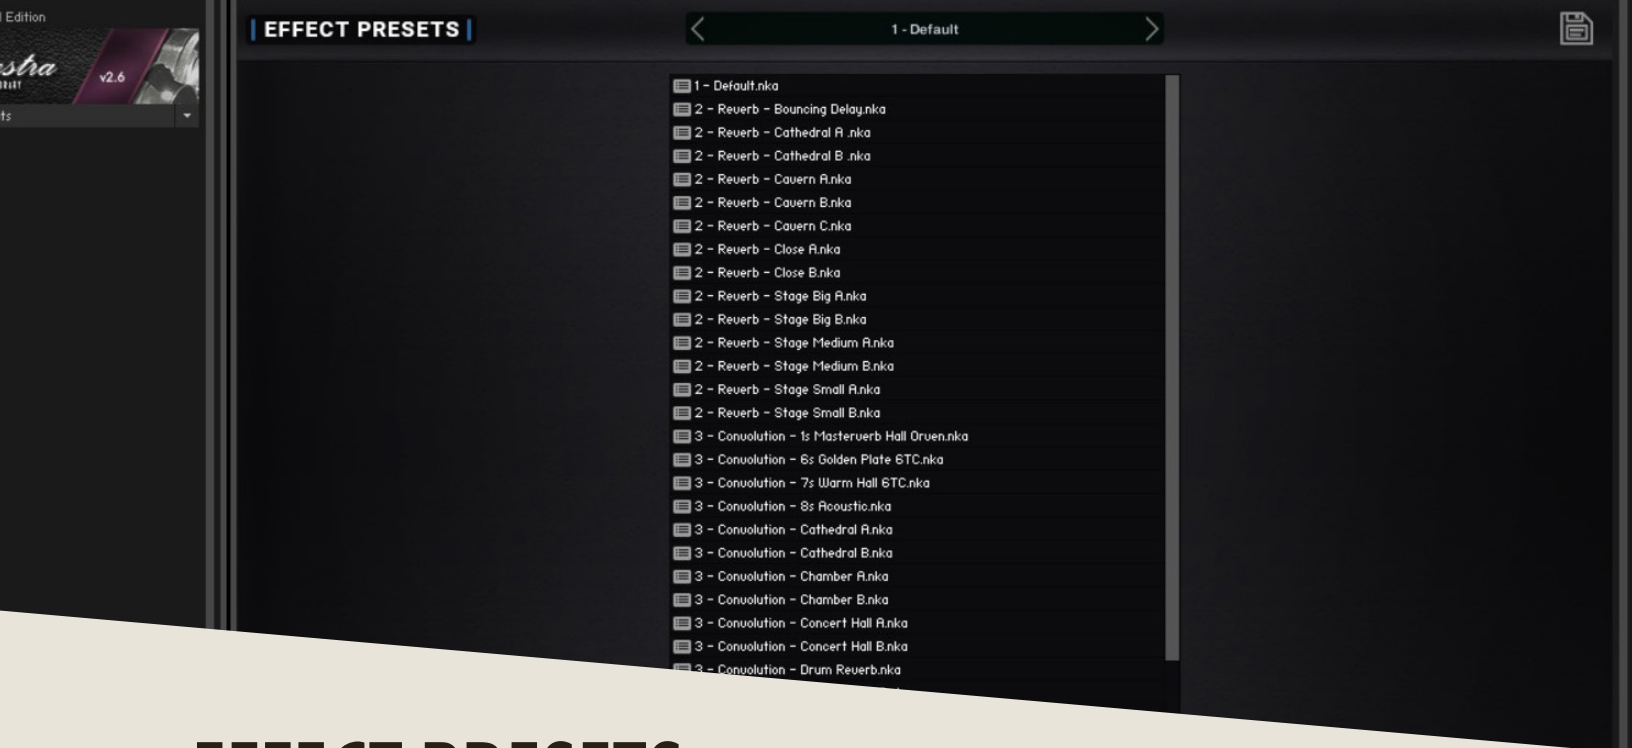 Edition
EFFECT PRESETS
1 - Default
v2.6
1 - Default.nka
2 - Reverb - Bouncing Delay.nka
2 - Reverb - Cathedral A .nka
2 - Reverb - Cathedral B .nka
2 - Reverb - Cavern A.nka
2 - Reverb - Cavern B.nka
2 - Reverb - Cavern C.nka
2 - Reverb - Close A.nka
2 - Reverb - Close B.nka
2 - Reverb - Stage Big A.nka
2 - Reverb - Stage Big B.nka
2 - Reverb - Stage Medium A.nka
2 - Reverb - Stage Medium B.nka
2 - Reverb - Stage Small A.nka
2 - Reverb - Stage Small B.nka
3 - Convolution - 1s Masterverb Hall Orven.nka
3 - Convolution - 6s Golden Plate 6TC.nka
3 - Convolution - 7s Warm Hall 6TC.nka
3 - Convolution - 8s Acoustic.nka
3 - Convolution - Cathedral A.nka
3 - Convolution - Cathedral B.nka
3 - Convolution - Chamber A.nka
3 - Convolution - Chamber B.nka
3 - Convolution - Concert Hall A.nka
3 - Convolution - Concert Hall B.nka
3 - Convolution - Drum Reverb.nka
EFFECT PRESETS